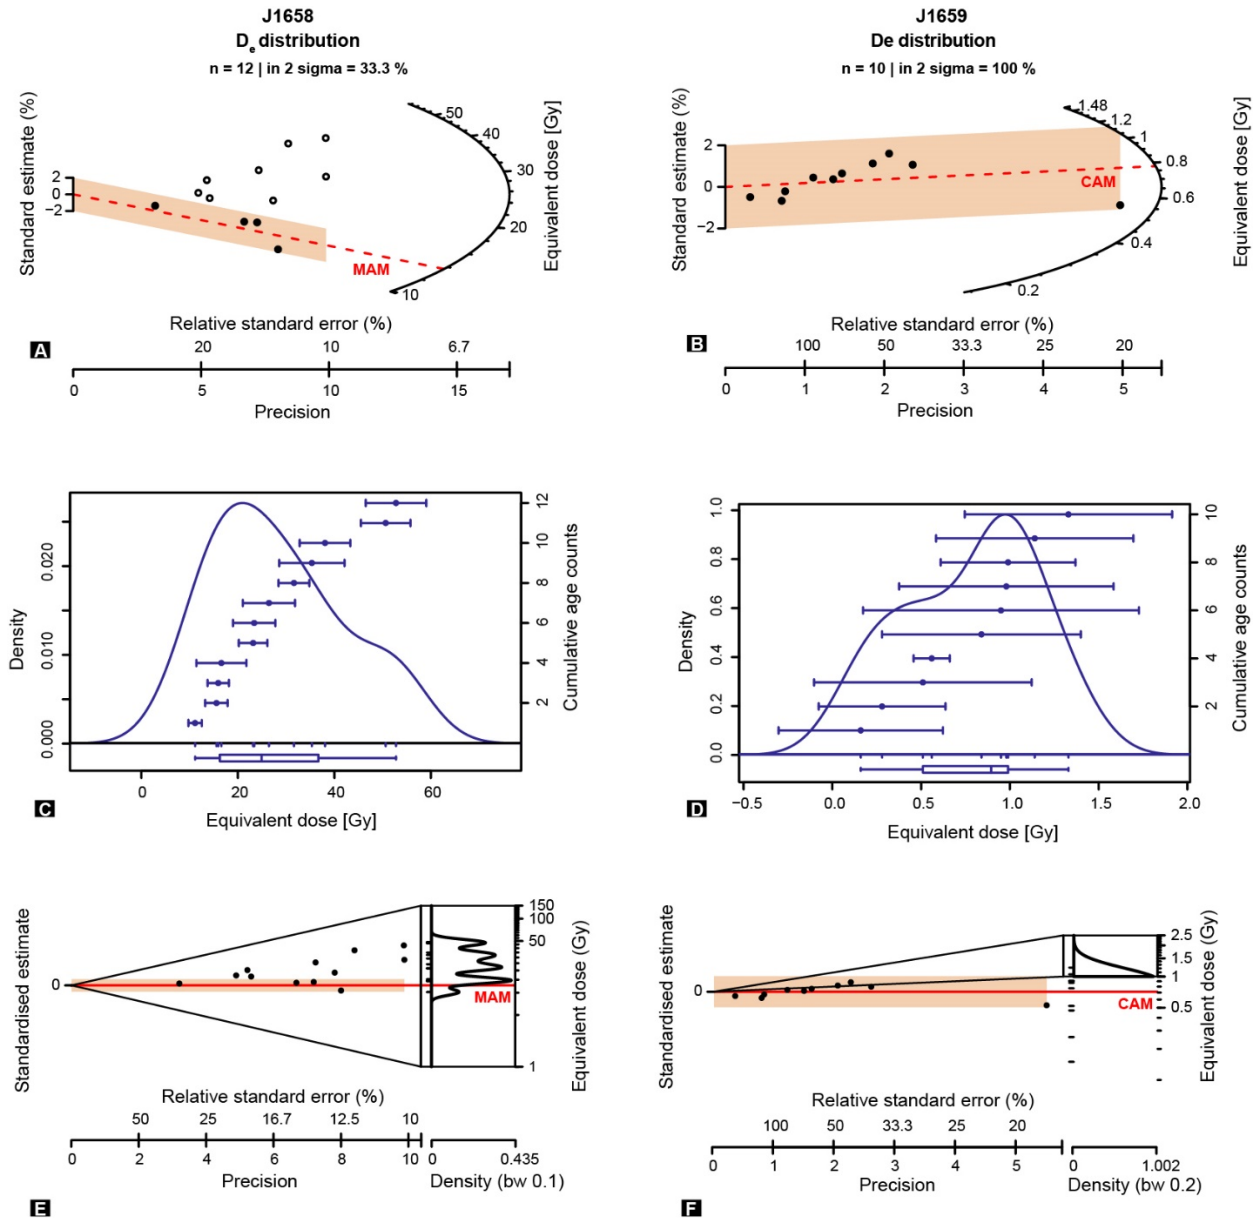 J1658
De distribution
n = 12 | in 2 sigma = 33.3 %
Standard estimate (%)
2
0
−2
MAM
50
40
30
20
10
Equivalent dose [Gy]
Relative standard error (%)
20 10 6.7
0 5 10 15
Precision
A
J1659
De distribution
n = 10 | in 2 sigma = 100 %
Standard estimate (%)
2
0
−2
CAM
1.48
1.2
1
0.8
0.6
0.4
0.2
Equivalent dose [Gy]
Relative standard error (%)
100 50 33.3 25 20
0 1 2 3 4 5
Precision
B
Density
0.020
0.010
0.000
12
10
8
6
4
2
Cumulative age counts
0 20 40 60
Equivalent dose [Gy]
C
Density
1.0
0.8
0.6
0.4
0.2
0.0
10
8
6
4
2
Cumulative age counts
−0.5 0.0 0.5 1.0 1.5 2.0
Equivalent dose [Gy]
D
Standardised estimate
0
MAM
150
100
50
1
Equivalent dose (Gy)
Relative standard error (%)
50 25 16.7 12.5 10
0 2 4 6 8 10
Precision
0 0.435
Density (bw 0.1)
E
Standardised estimate
0
CAM
2.5
1.5
1
0.5
Equivalent dose (Gy)
Relative standard error (%)
100 50 33.3 25 20
0 1 2 3 4 5
Precision
0 1.002
Density (bw 0.2)
F